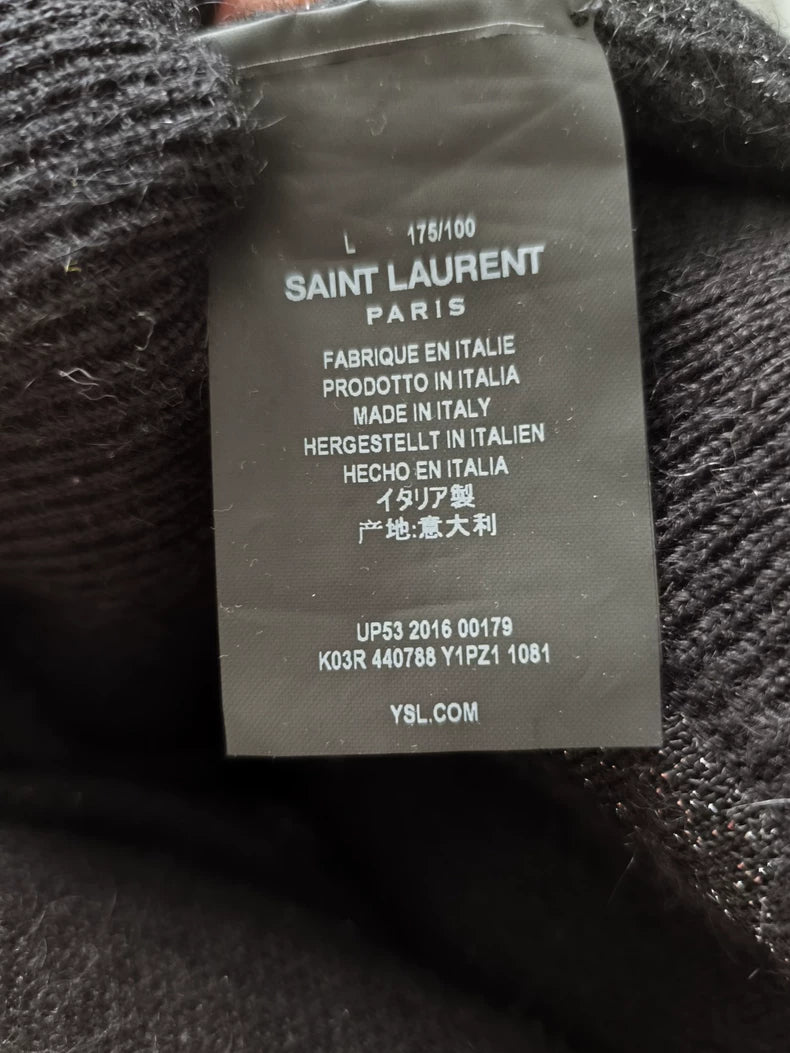 L 175/100
SAINT LAURENT
PARIS
FABRIQUE EN ITALIE
PRODOTTO IN ITALIA
MADE IN ITALY
HERGESTELLT IN ITALIEN
HECHO EN ITALIA
イタリア製
产地:意大利
UP53 2016 00179
K03R 440788 Y1PZ1 1081
YSL.COM